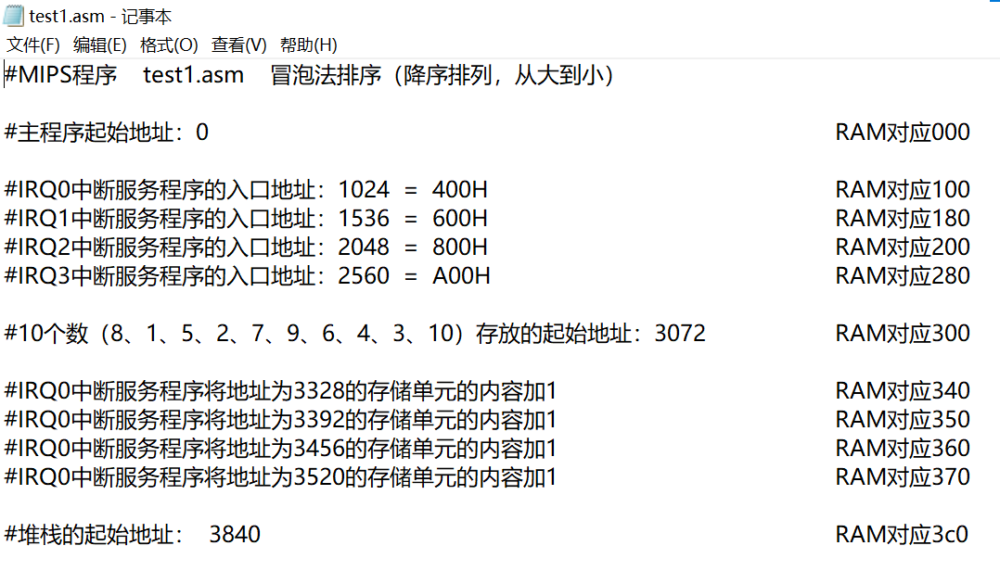 test1.asm - 记事本
文件(F) 编辑(E) 格式(O) 查看(V) 帮助(H)
#MIPS程序 test1.asm 冒泡法排序（降序排列，从大到小）
#主程序起始地址：0 RAM对应000
#IRQ0中断服务程序的入口地址：1024 = 400H RAM对应100
#IRQ1中断服务程序的入口地址：1536 = 600H RAM对应180
#IRQ2中断服务程序的入口地址：2048 = 800H RAM对应200
#IRQ3中断服务程序的入口地址：2560 = A00H RAM对应280
#10个数（8、1、5、2、7、9、6、4、3、10）存放的起始地址：3072 RAM对应300
#IRQ0中断服务程序将地址为3328的存储单元的内容加1 RAM对应340
#IRQ0中断服务程序将地址为3392的存储单元的内容加1 RAM对应350
#IRQ0中断服务程序将地址为3456的存储单元的内容加1 RAM对应360
#IRQ0中断服务程序将地址为3520的存储单元的内容加1 RAM对应370
#堆栈的起始地址： 3840 RAM对应3c0